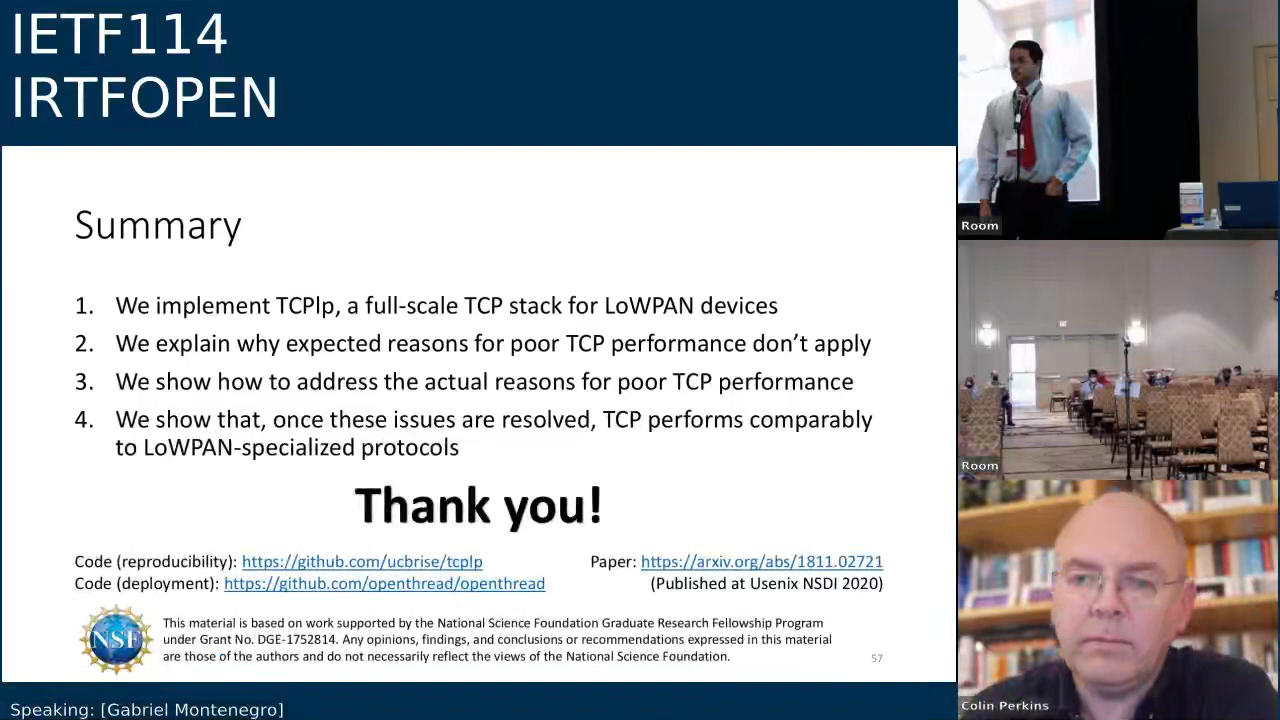 IETF114
IRTFOPEN
Summary
1. We implement TCPlp, a full-scale TCP stack for LoWPAN devices
2. We explain why expected reasons for poor TCP performance don’t apply
3. We show how to address the actual reasons for poor TCP performance
4. We show that, once these issues are resolved, TCP performs comparably
to LoWPAN-specialized protocols
Thank you!
Code (reproducibility): https://github.com/ucbrise/tcplp
Paper: https://arxiv.org/abs/1811.02721
Code (deployment): https://github.com/openthread/openthread
(Published at Usenix NSDI 2020)
NSF
This material is based on work supported by the National Science Foundation Graduate Research Fellowship Program
under Grant No. DGE-1752814. Any opinions, findings, and conclusions or recommendations expressed in this material
are those of the authors and do not necessarily reflect the views of the National Science Foundation.
57
Speaking: [Gabriel Montenegro]
Room
Room
Colin Perkins